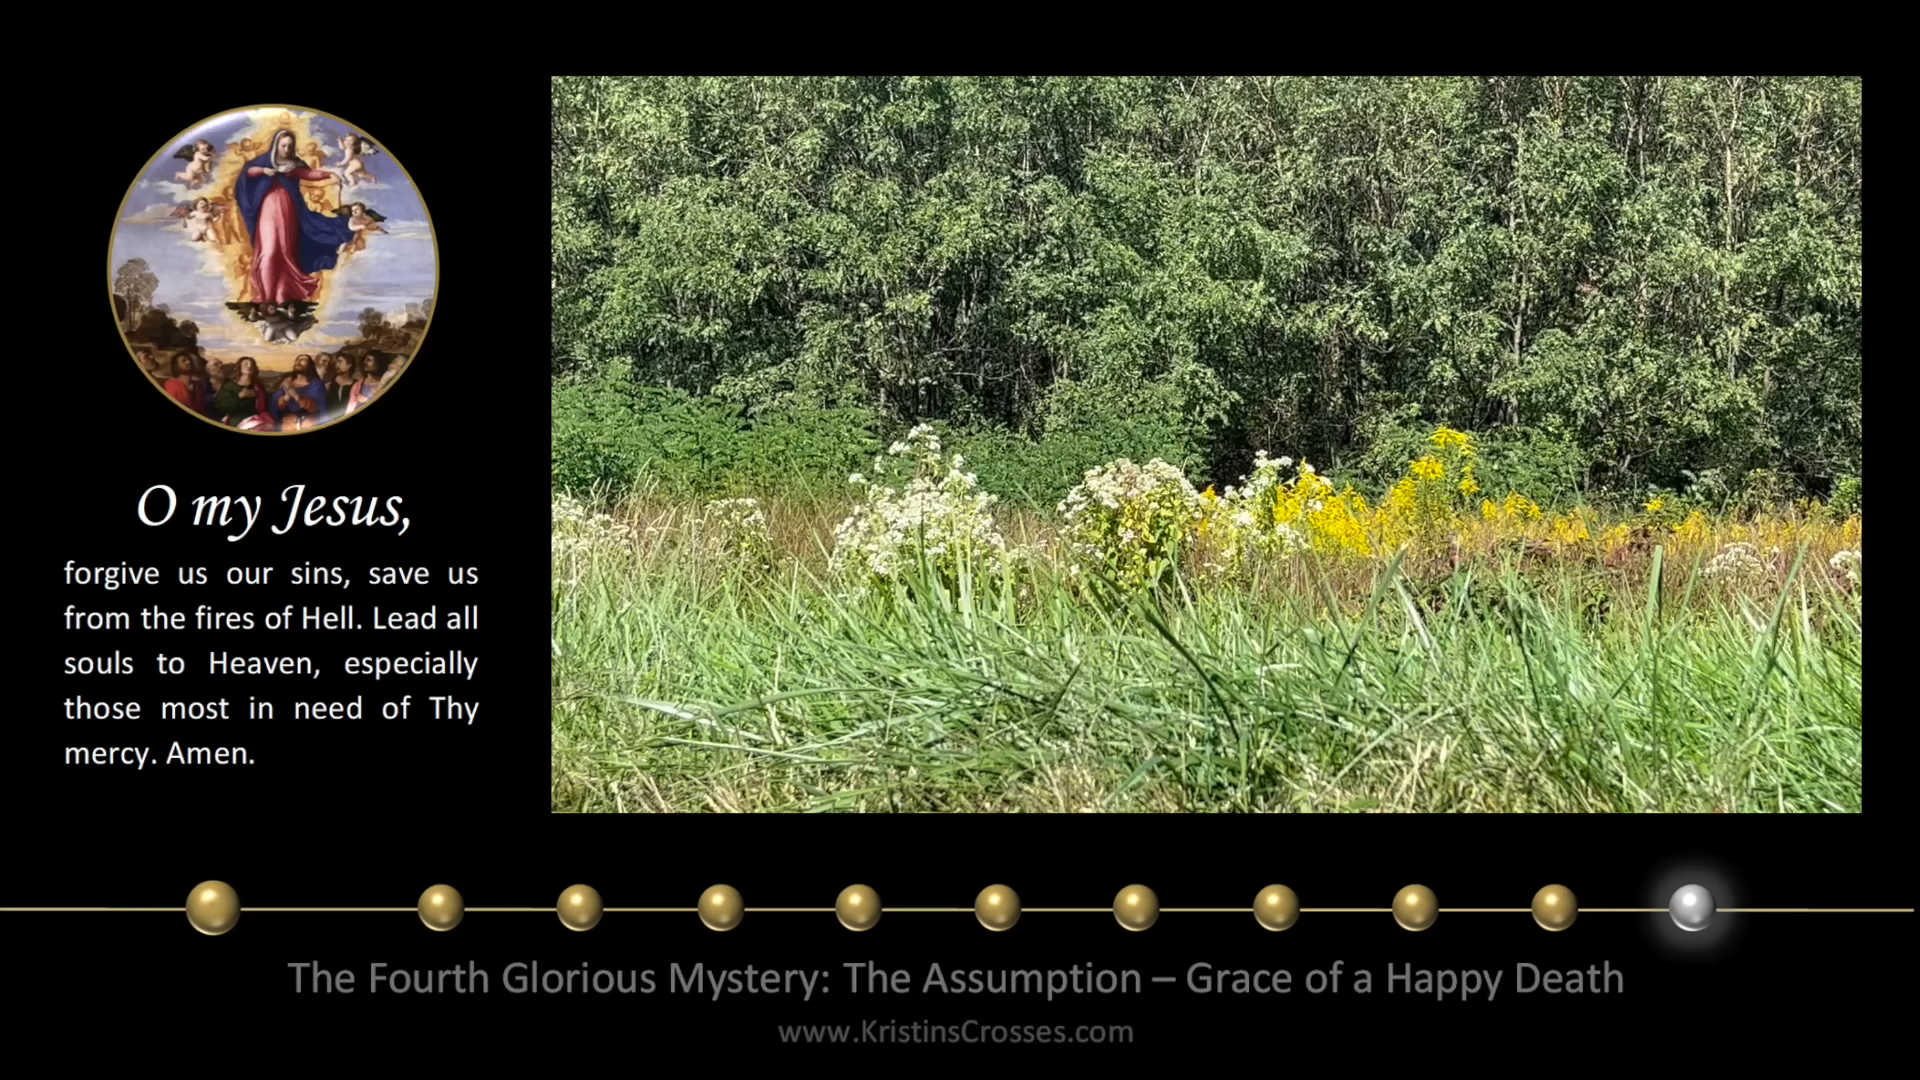 O my Jesus,
forgive us our sins, save us
from the fires of Hell. Lead all
souls to Heaven, especially
those most in need of Thy
mercy. Amen.
The Fourth Glorious Mystery: The Assumption – Grace of a Happy Death
www.KristinsCrosses.com